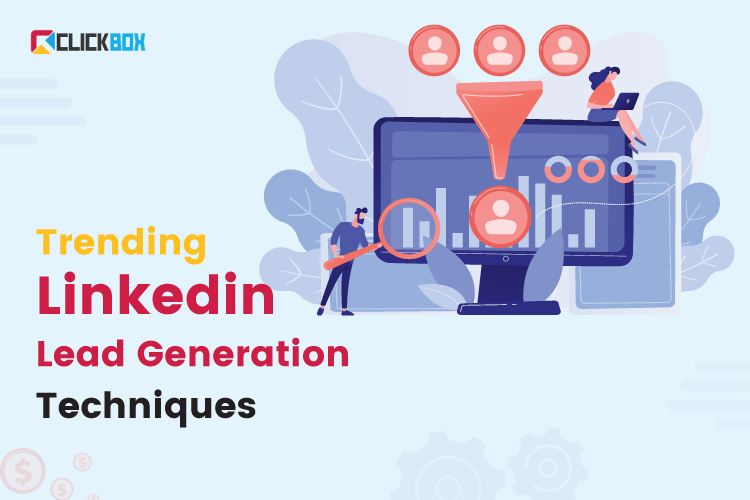 CLICKBOX
Trending
Linkedin
Lead Generation
Techniques
$
$
$